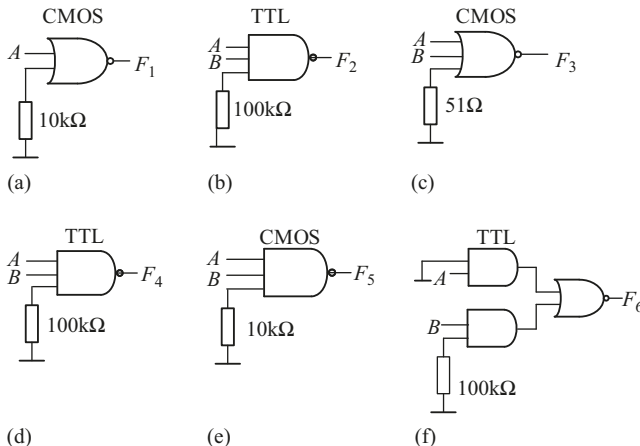 CMOS
A
F1
10kΩ
(a)
TTL
A
B
F2
100kΩ
(b)
CMOS
A
B
F3
51Ω
(c)
TTL
A
B
F4
100kΩ
(d)
CMOS
A
B
F5
10kΩ
(e)
TTL
A
B
F6
100kΩ
(f)